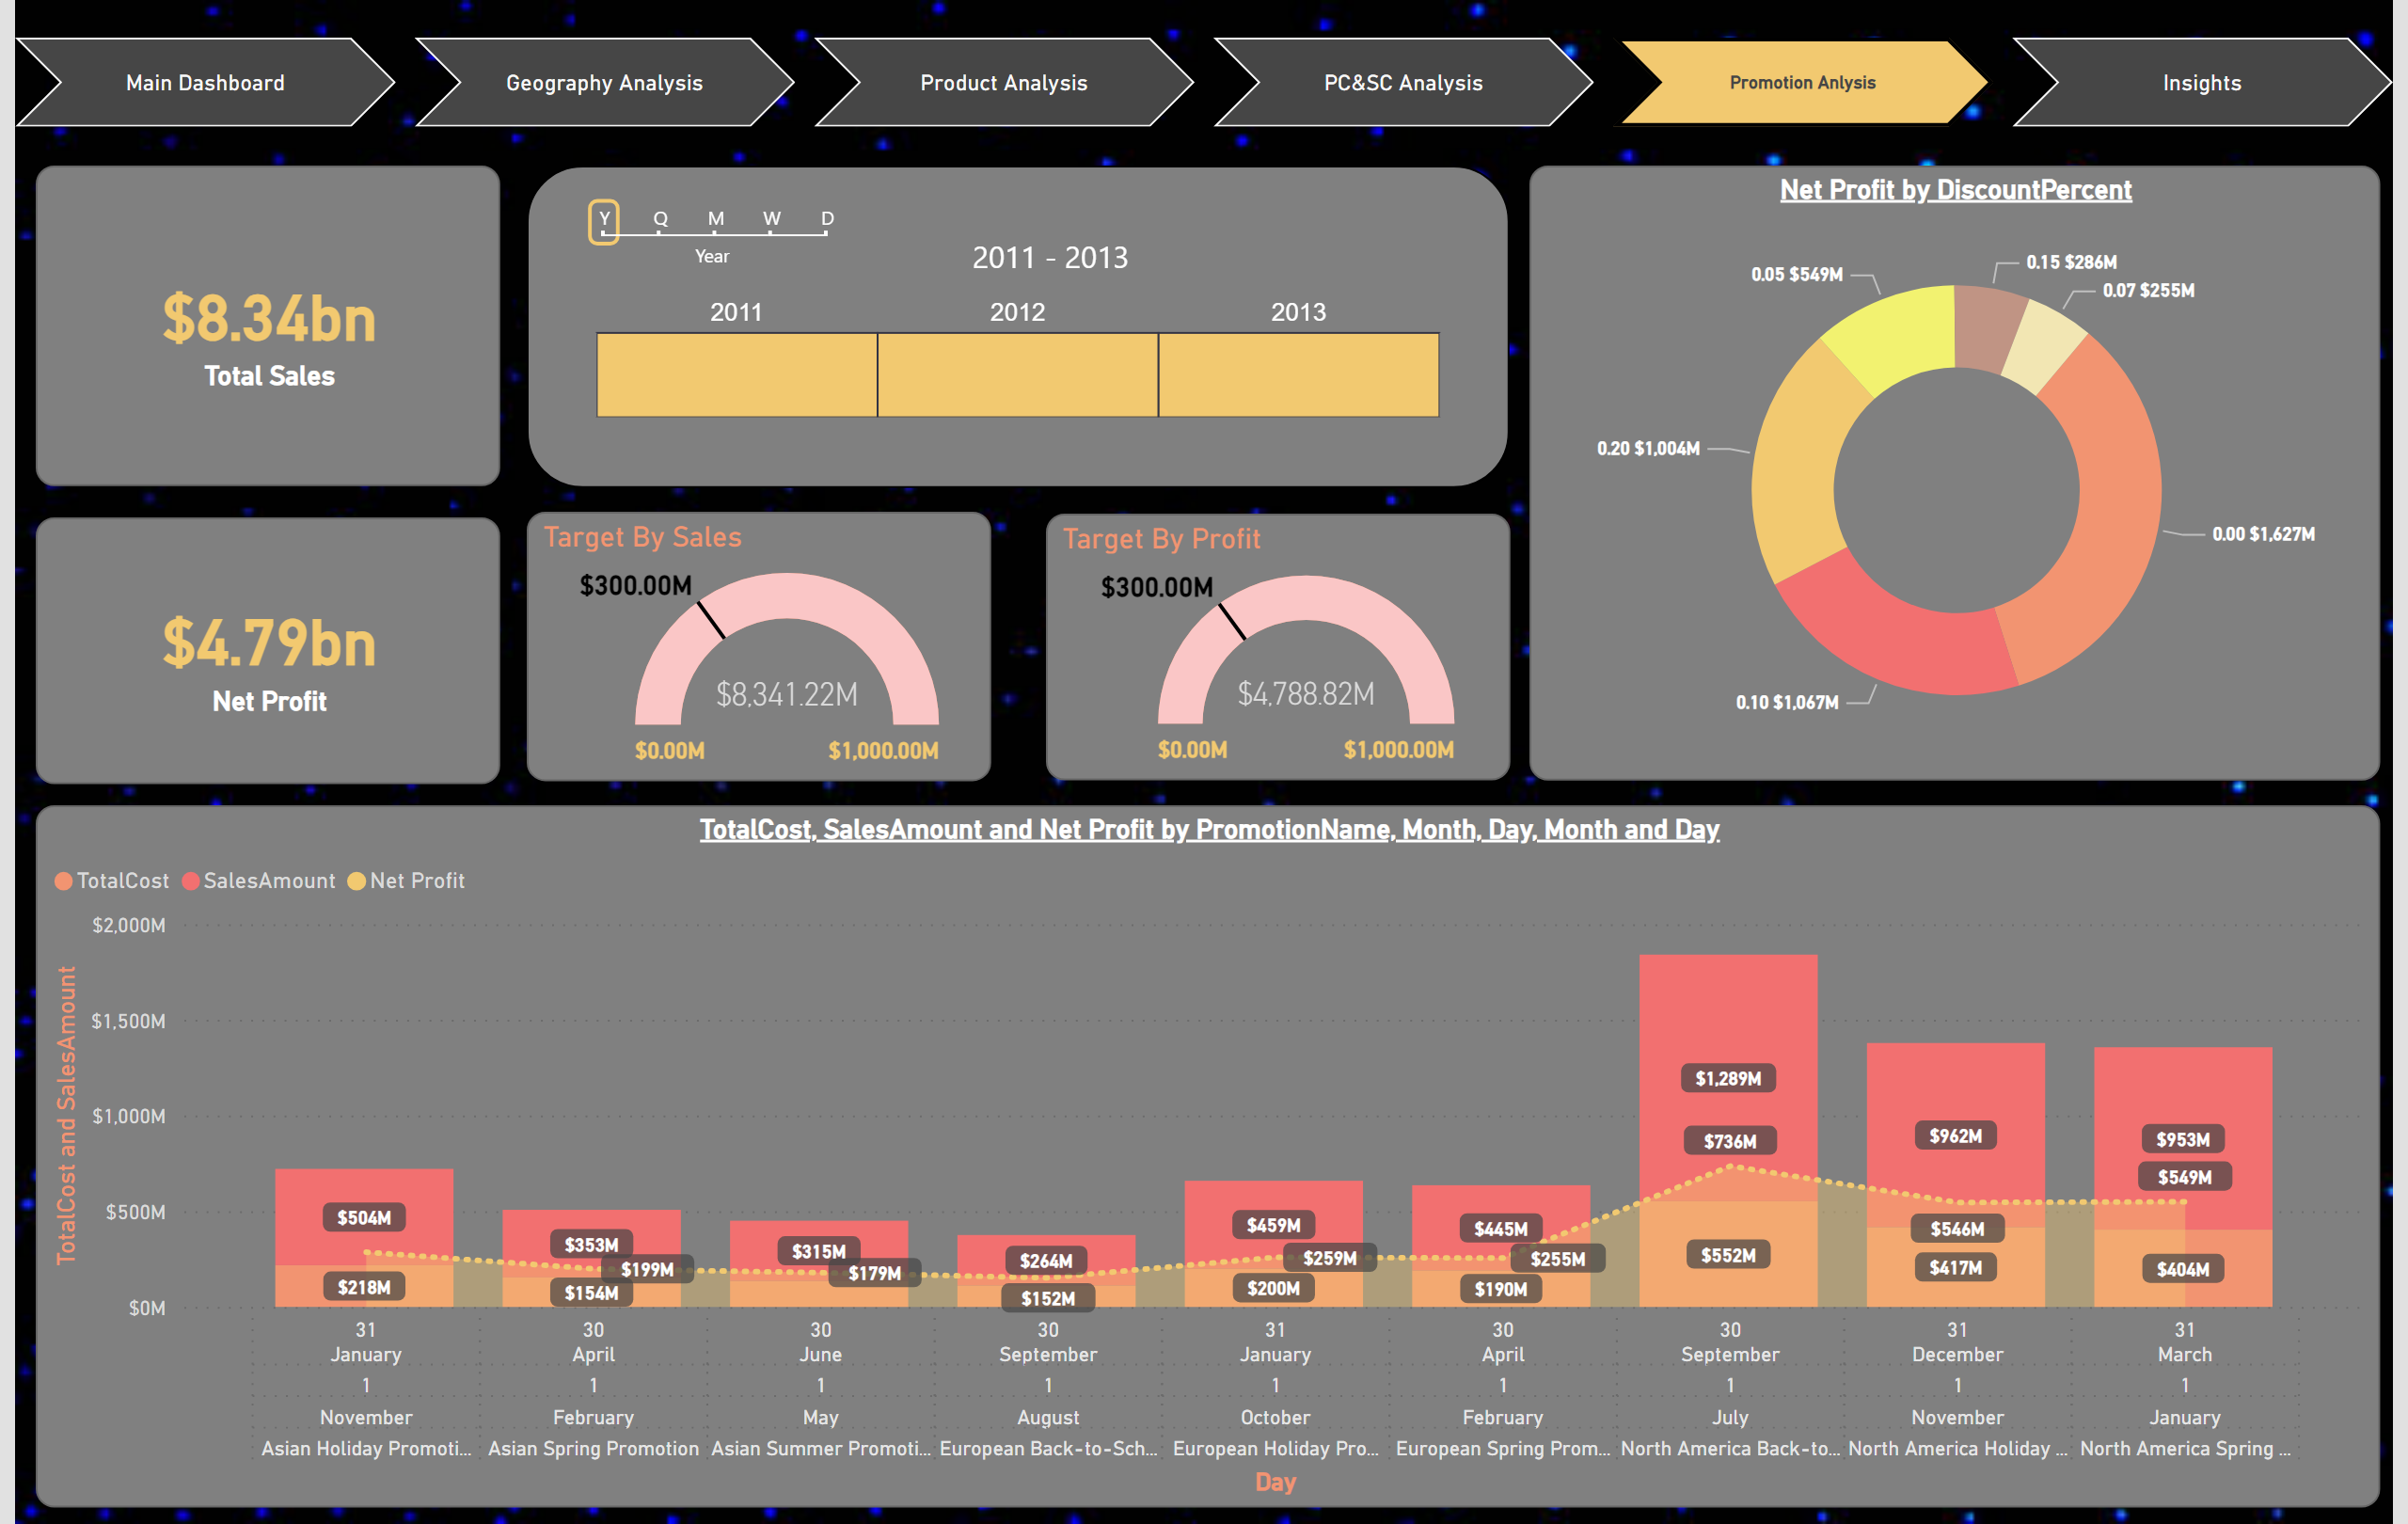 Main Dashboard
Geography Analysis
Product Analysis
PC&SC Analysis
Promotion Anlysis
Insights
$8.34bn
Total Sales
Y Q M W D
Year
2011 - 2013
2011 2012 2013
Net Profit by DiscountPercent
0.15 $286M
0.05 $549M
0.07 $255M
0.20 $1,004M
0.00 $1,627M
0.10 $1,067M
$4.79bn
Net Profit
Target By Sales
$300.00M
$8,341.22M
$0.00M $1,000.00M
Target By Profit
$300.00M
$4,788.82M
$0.00M $1,000.00M
TotalCost, SalesAmount and Net Profit by PromotionName, Month, Day, Month and Day
TotalCost SalesAmount Net Profit
TotalCost and SalesAmount
$2,000M
$1,500M
$1,000M
$500M
$0M
$504M
$218M
$353M
$199M
$154M
$315M
$179M
$264M
$152M
$459M
$259M
$200M
$445M
$255M
$190M
$1,289M
$736M
$552M
$962M
$546M
$417M
$953M
$549M
$404M
31 30 30 30 31 30 30 31 31
January April June September January April September December March
1 1 1 1 1 1 1 1 1
November February May August October February July November January
Asian Holiday Promoti... Asian Spring Promotion Asian Summer Promoti... European Back-to-Sch... European Holiday Pro... European Spring Prom... North America Back-to... North America Holiday ... North America Spring ...
Day